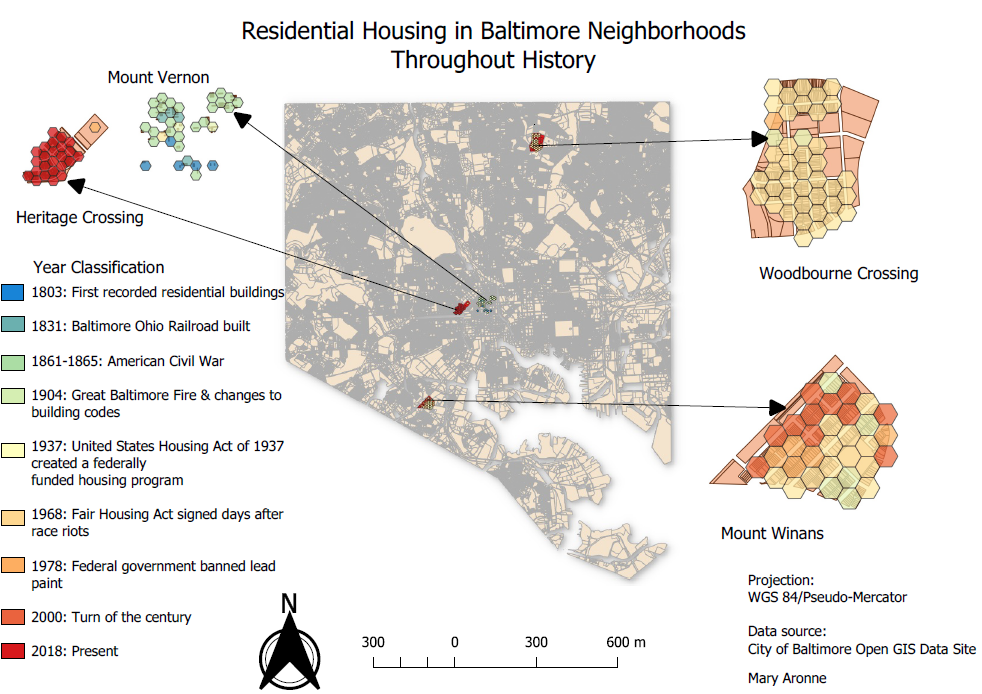 Residential Housing in Baltimore Neighborhoods
Throughout History
Mount Vernon
Heritage Crossing
Woodbourne Crossing
Mount Winans
Year Classification
1803: First recorded residential buildings
1831: Baltimore Ohio Railroad built
1861-1865: American Civil War
1904: Great Baltimore Fire & changes to
building codes
1937: United States Housing Act of 1937
created a federally
funded housing program
1968: Fair Housing Act signed days after
race riots
1978: Federal government banned lead
paint
2000: Turn of the century
2018: Present
N
300 0 300 600 m
Projection:
WGS 84/Pseudo-Mercator
Data source:
City of Baltimore Open GIS Data Site
Mary Aronne